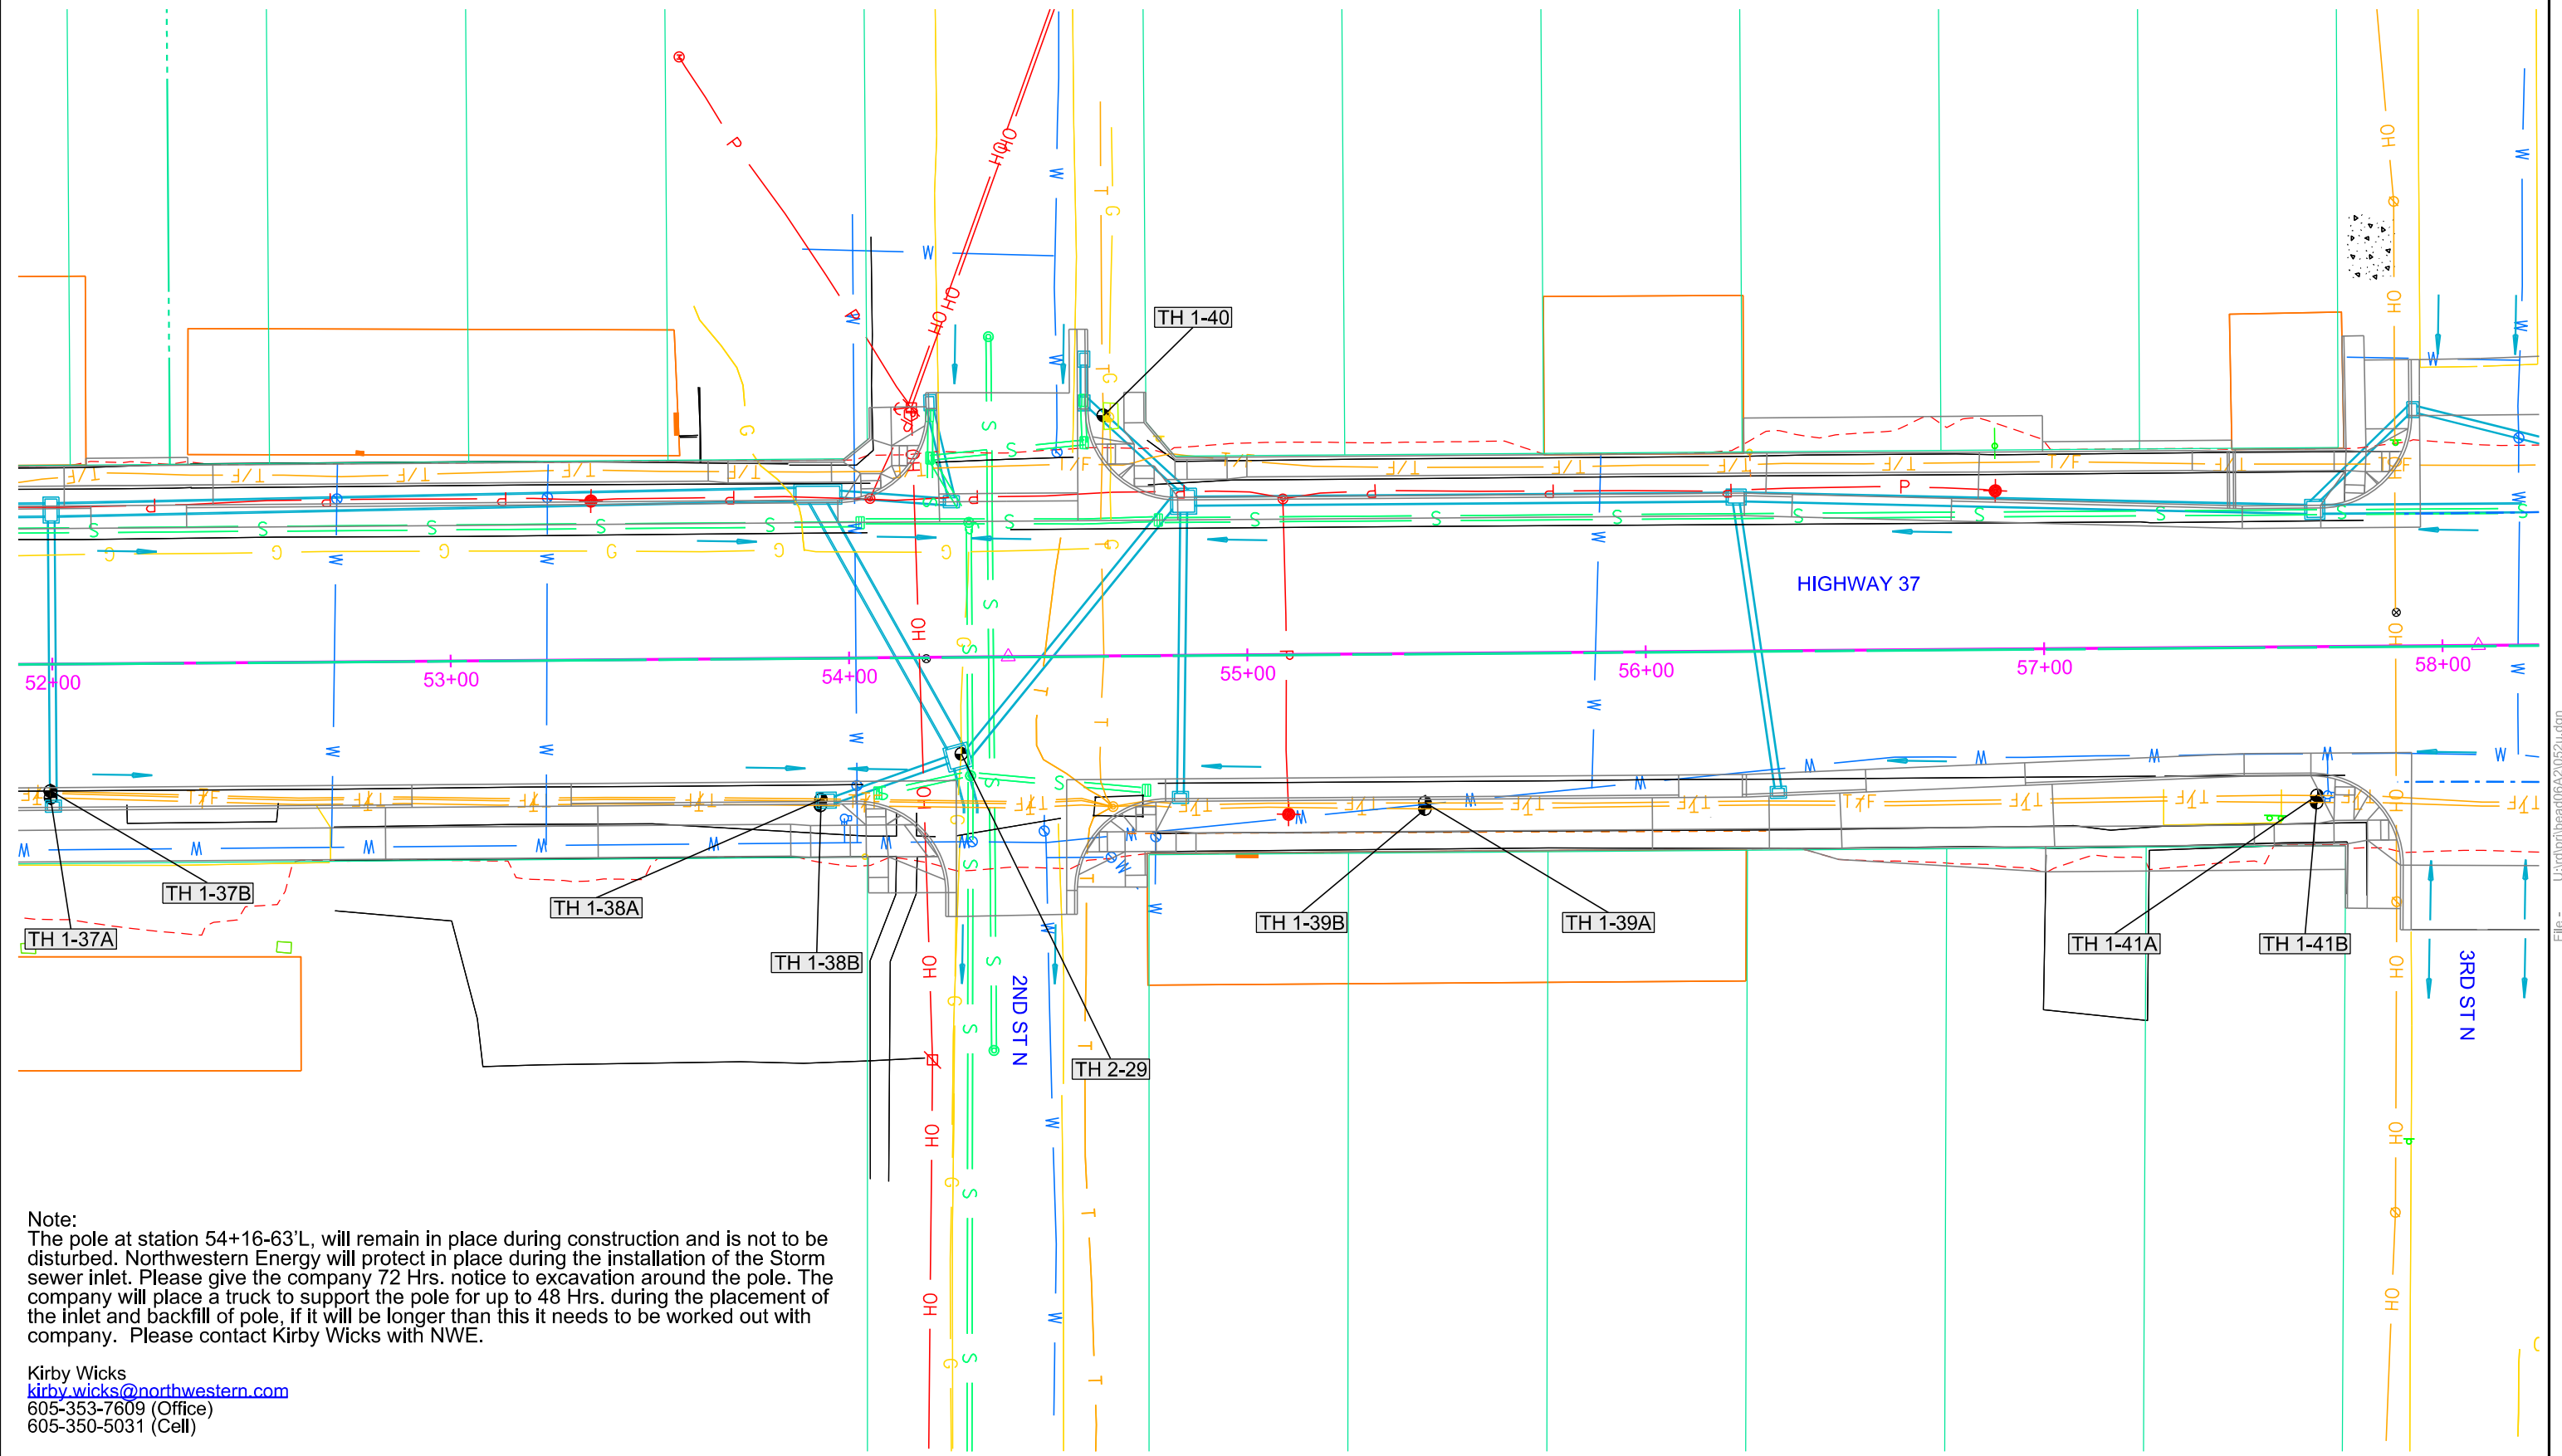 TH 1-40
HIGHWAY 37
52+00
53+00
54+00
55+00
56+00
57+00
58+00
TH 1-37B
TH 1-37A
TH 1-38A
TH 1-38B
TH 1-39B
TH 1-39A
TH 1-41A
TH 1-41B
2ND ST N
3RD ST N
TH 2-29
Note:
The pole at station 54+16-63'L, will remain in place during construction and is not to be
disturbed. Northwestern Energy will protect in place during the installation of the Storm
sewer inlet. Please give the company 72 Hrs. notice to excavation around the pole. The
company will place a truck to support the pole for up to 48 Hrs. during the placement of
the inlet and backfill of pole, if it will be longer than this it needs to be worked out with
company.  Please contact Kirby Wicks with NWE.
Kirby Wicks
kirby.wicks@northwestern.com
605-353-7609 (Office)
605-350-5031 (Cell)
File -